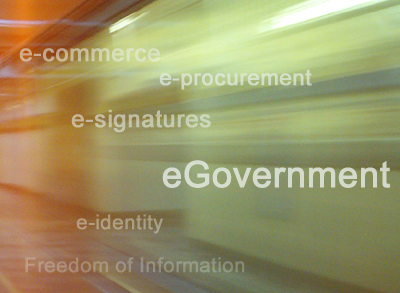 e-commerce
e-procurement
e-signatures
eGovernment
e-identity
Freedom of Information